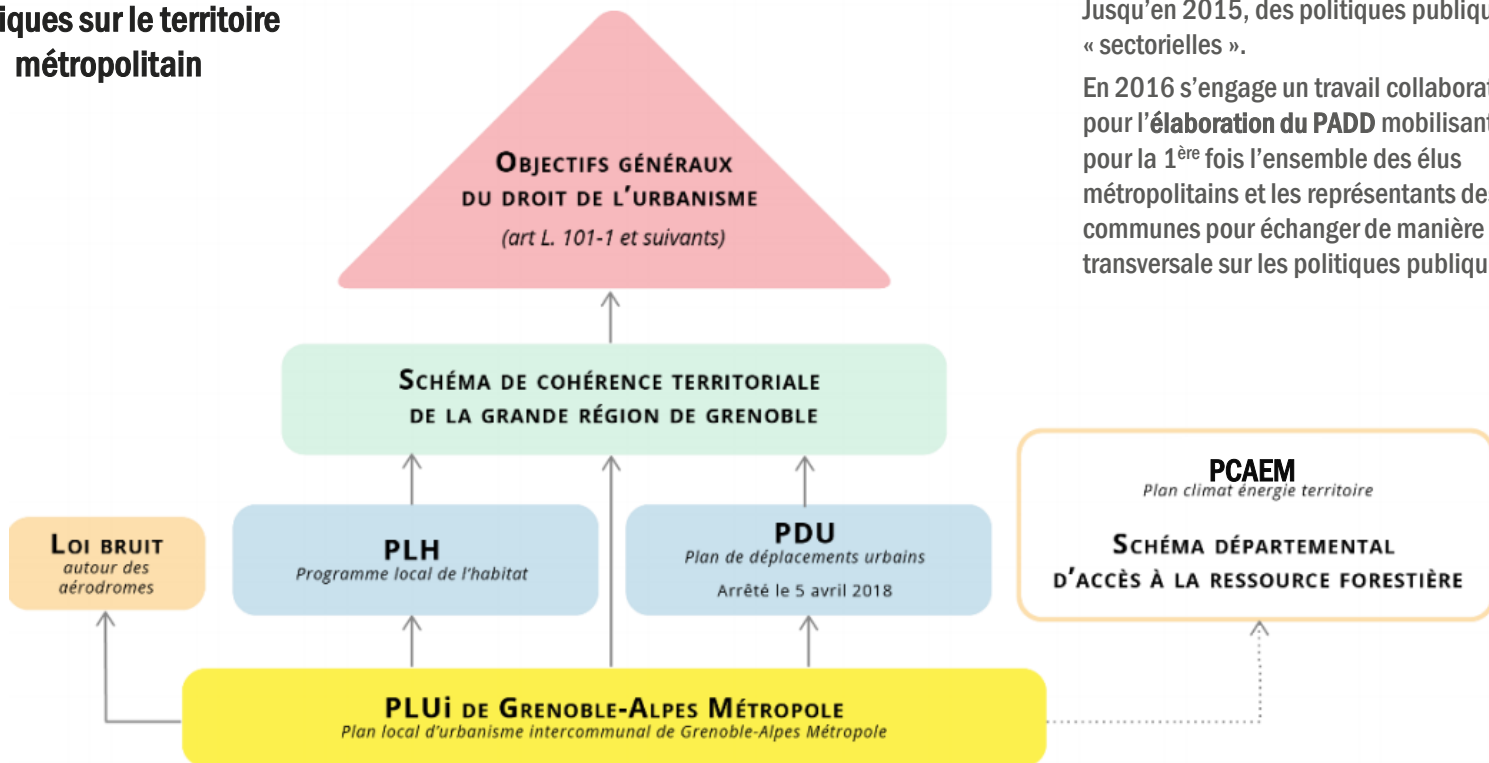 iques sur le territoire
métropolitain
Jusqu'en 2015, des politiques publiqu
« sectorielles ».
En 2016 s'engage un travail collaborat
pour l'élaboration du PADD mobilisant
pour la 1ère fois l'ensemble des élus
métropolitains et les représentants des
communes pour échanger de manière
transversale sur les politiques publiqu
Objectifs généraux
du droit de l'urbanisme
(art L. 101-1 et suivants)
Schéma de cohérence territoriale
de la grande région de Grenoble
Loi bruit
autour des
aérodromes
PLH
Programme local de l'habitat
PDU
Plan de déplacements urbains
Arrêté le 5 avril 2018
PCAEM
Plan climat énergie territoire
Schéma départemental
d'accès à la ressource forestière
PLUi de Grenoble-Alpes Métropole
Plan local d'urbanisme intercommunal de Grenoble-Alpes Métropole